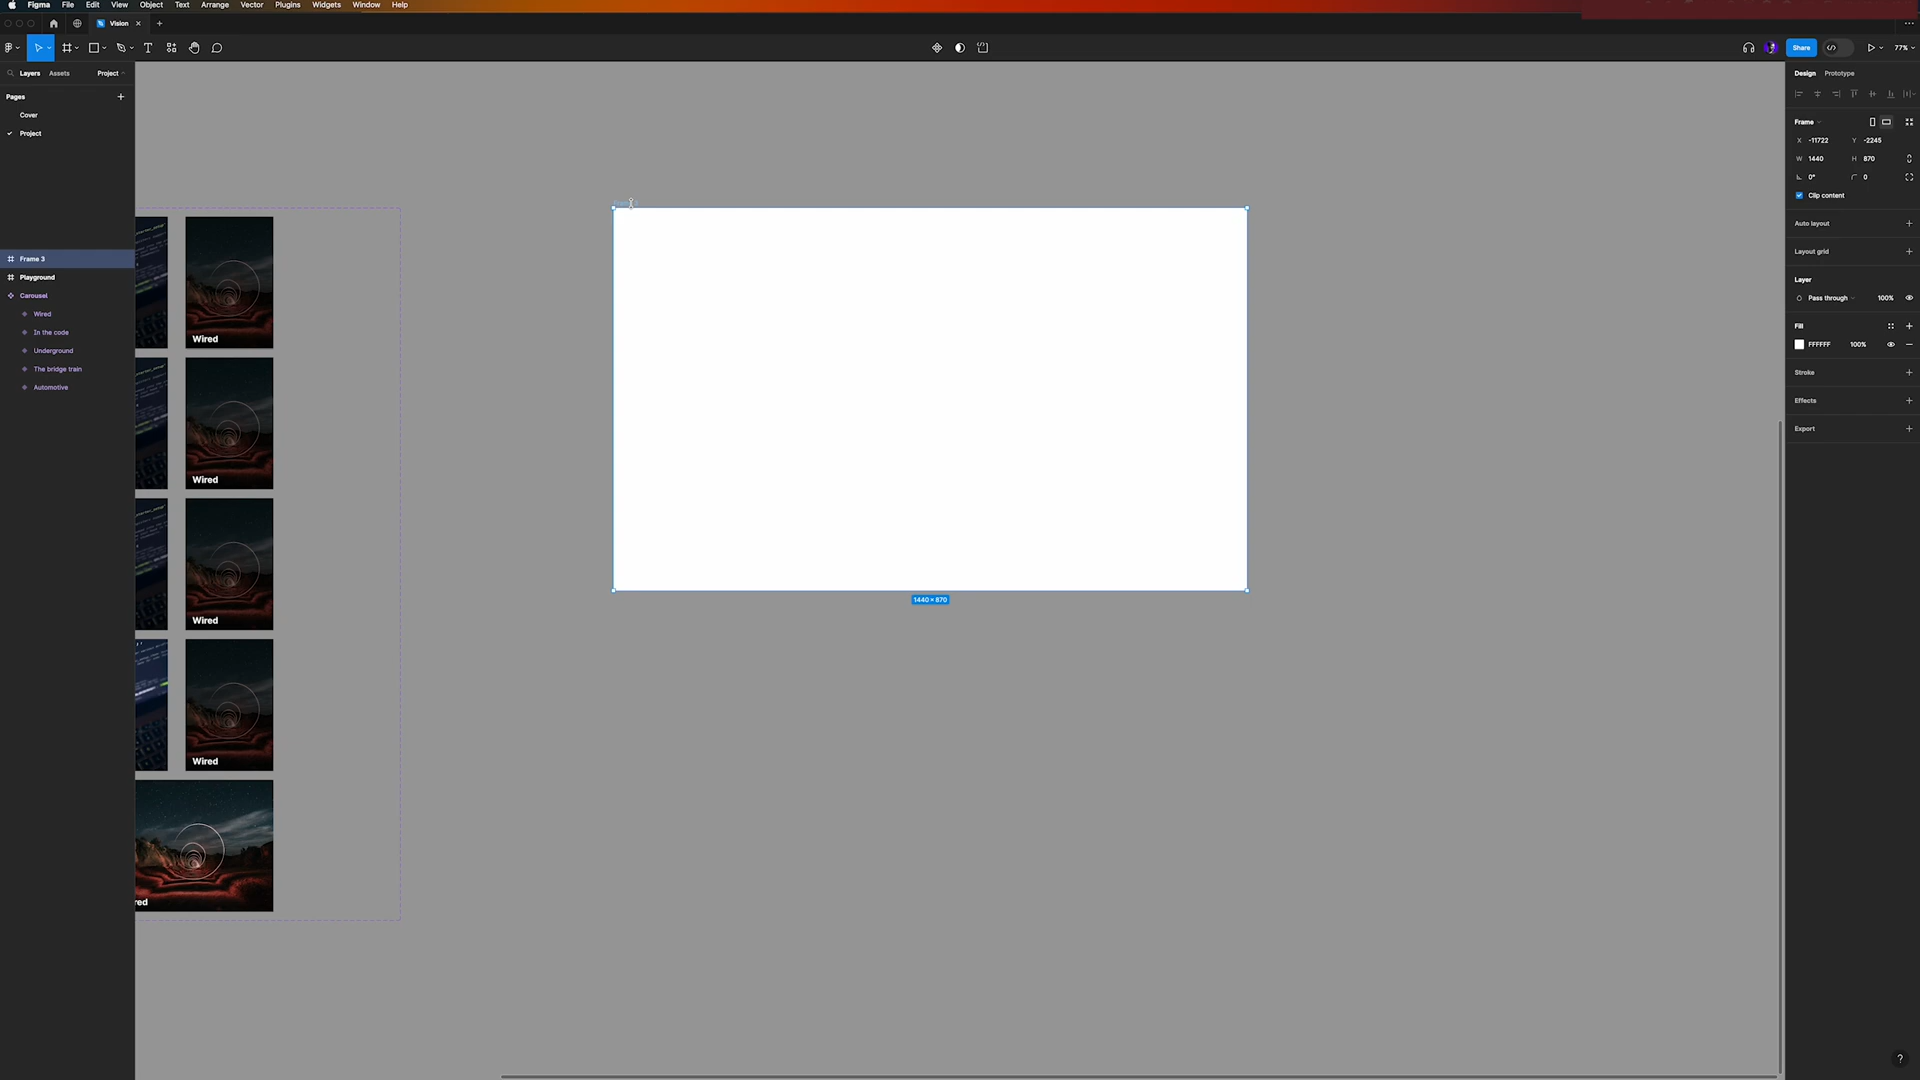 Figma File Edit View Object Text Arrange Vector Plugins Widgets Window Help
Vision
Share
77%
Layers Assets Project
Design Prototype
Pages
Cover
Project
Frame
X -11722 Y -2245
W 1440 H 870
0° 0
Clip content
Auto layout
Layout grid
Layer
Pass through 100%
Fill
FFFFFF 100%
Stroke
Effects
Export
Frame 3
Playground
Carousel
Wired
In the code
Underground
The bridge train
Automotive
Wired
Wired
Wired
Wired
red
1440 × 870
?